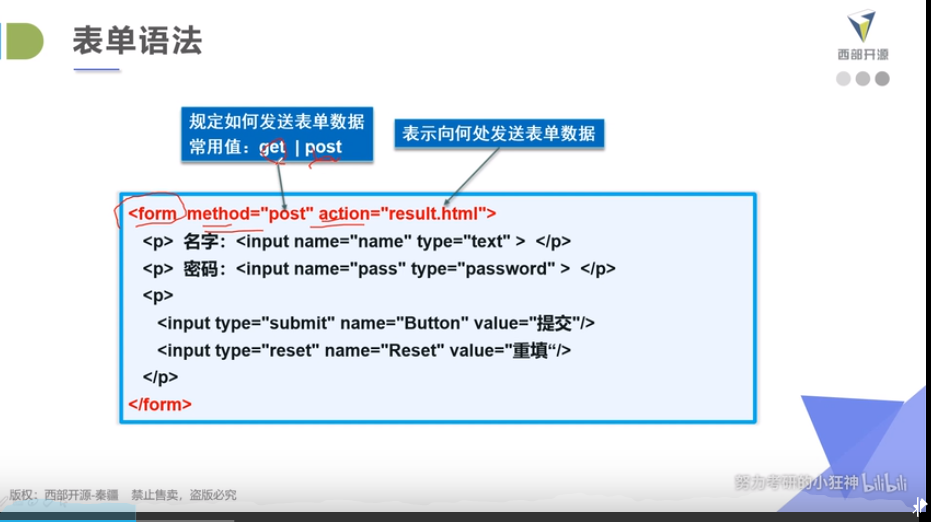 表单语法
西部开源
规定如何发送表单数据
常用值：get | post
表示向何处发送表单数据
<form method="post" action="result.html">
<p> 名字：<input name="name" type="text" > </p>
<p> 密码：<input name="pass" type="password" > </p>
<p>
<input type="submit" name="Button" value="提交"/>
<input type="reset" name="Reset" value="重填“/>
</p>
</form>
努力考研的小狂神 bilibili
版权：西部开源-秦疆 禁止售卖，盗版必究